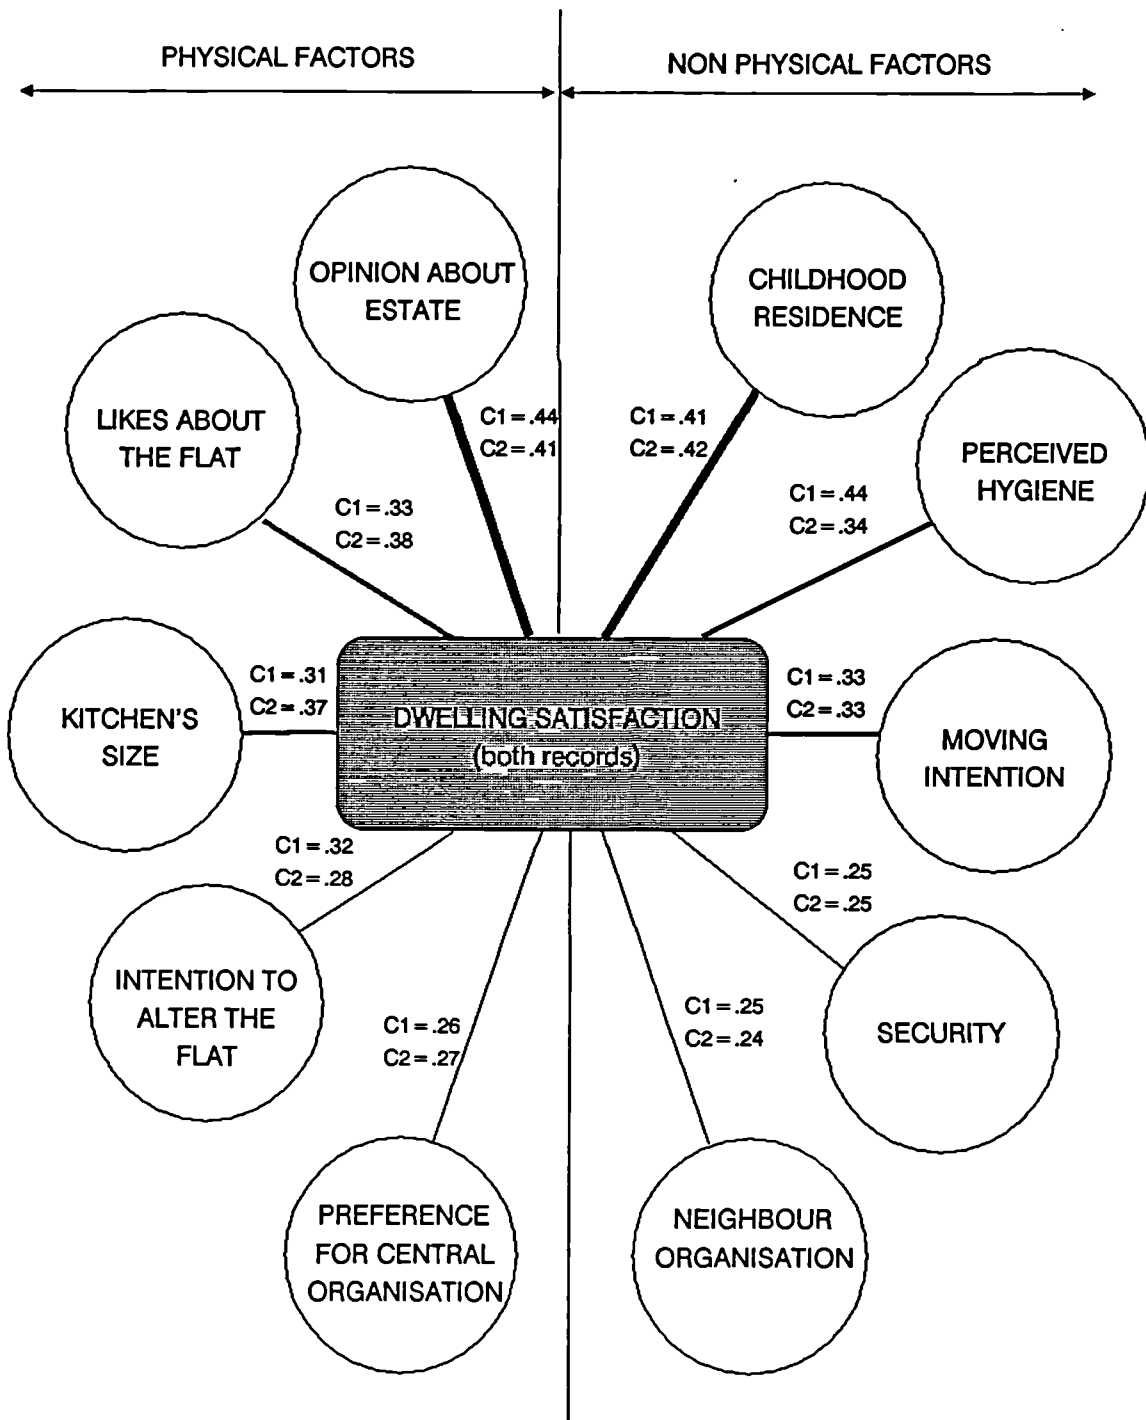 PHYSICAL FACTORS
NON PHYSICAL FACTORS
OPINION ABOUT
ESTATE
CHILDHOOD
RESIDENCE
LIKES ABOUT
THE FLAT
C1=.44
C2=.41
C1=.41
C2=.42
PERCEIVED
HYGIENE
C1=.33
C2=.38
C1=.44
C2=.34
KITCHEN'S
SIZE
C1=.31
C2=.37
DWELLING SATISFACTION
(both records)
C1=.33
C2=.33
MOVING
INTENTION
C1=.32
C2=.28
C1=.25
C2=.25
INTENTION TO
ALTER THE
FLAT
C1=.26
C2=.27
C1=.25
C2=.24
SECURITY
PREFERENCE
FOR CENTRAL
ORGANISATION
NEIGHBOUR
ORGANISATION